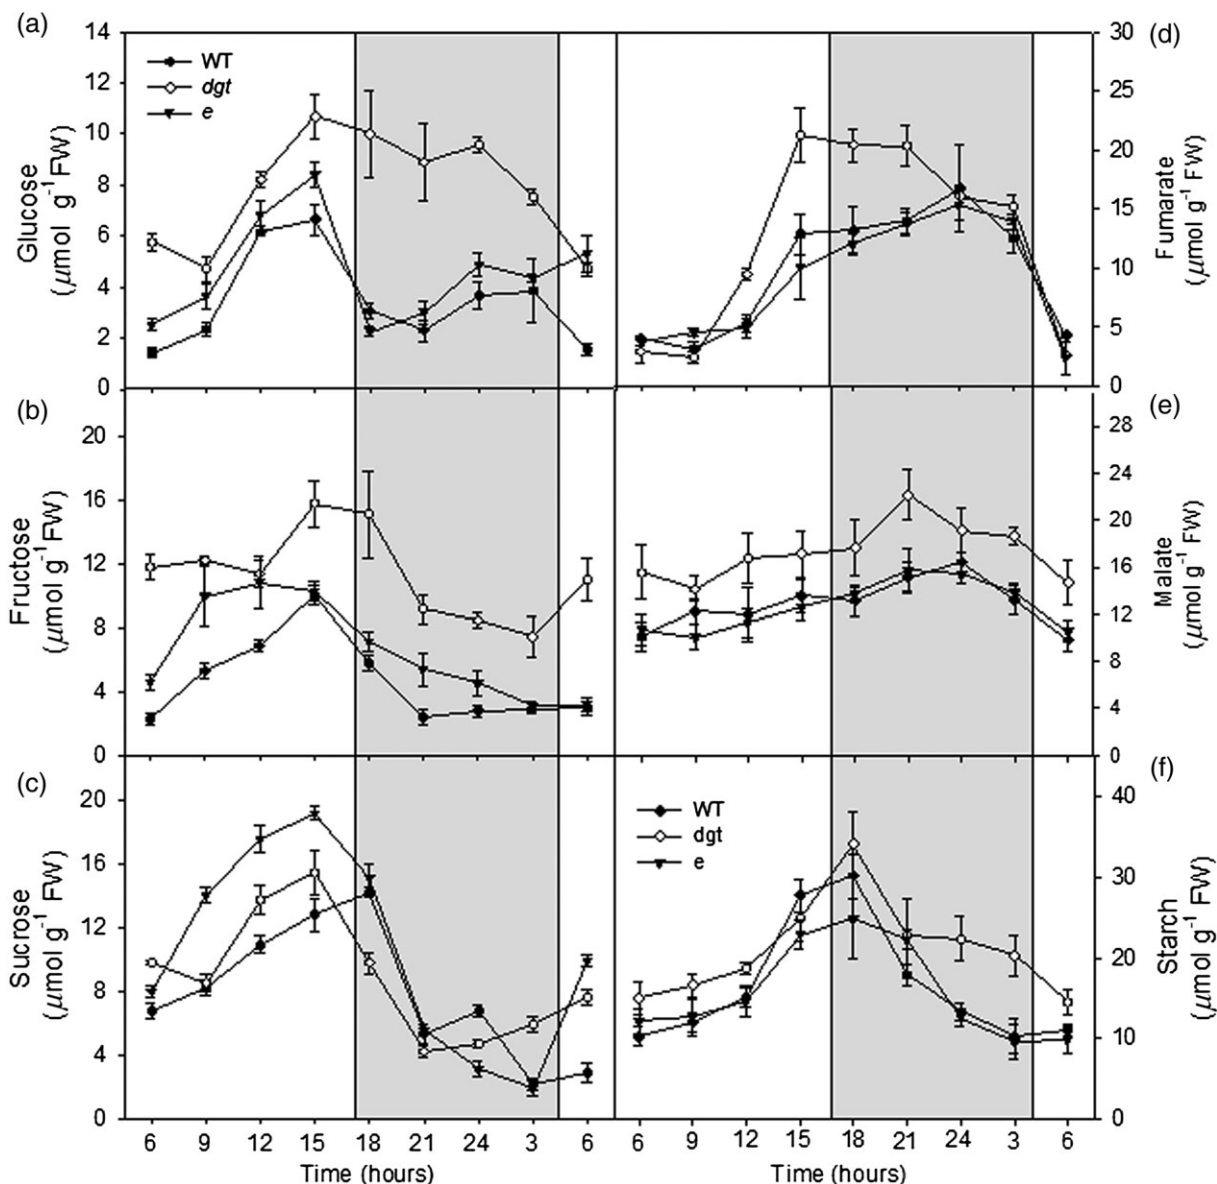 (a)
14
12
10
8
6
4
2
0
Glucose
(μmol g⁻¹ FW)
WT
dgt
e
(d)
30
25
20
15
10
5
0
Fumarate
(μmol g⁻¹ FW)
(b)
20
16
12
8
4
0
Fructose
(μmol g⁻¹ FW)
(e)
28
24
20
16
12
8
4
0
Malate
(μmol g⁻¹ FW)
(c)
20
16
12
8
4
0
Sucrose
(μmol g⁻¹ FW)
6 9 12 15 18 21 24 3 6
Time (hours)
(f)
WT
dgt
e
40
30
20
10
0
Starch
(μmol g⁻¹ FW)
6 9 12 15 18 21 24 3 6
Time (hours)